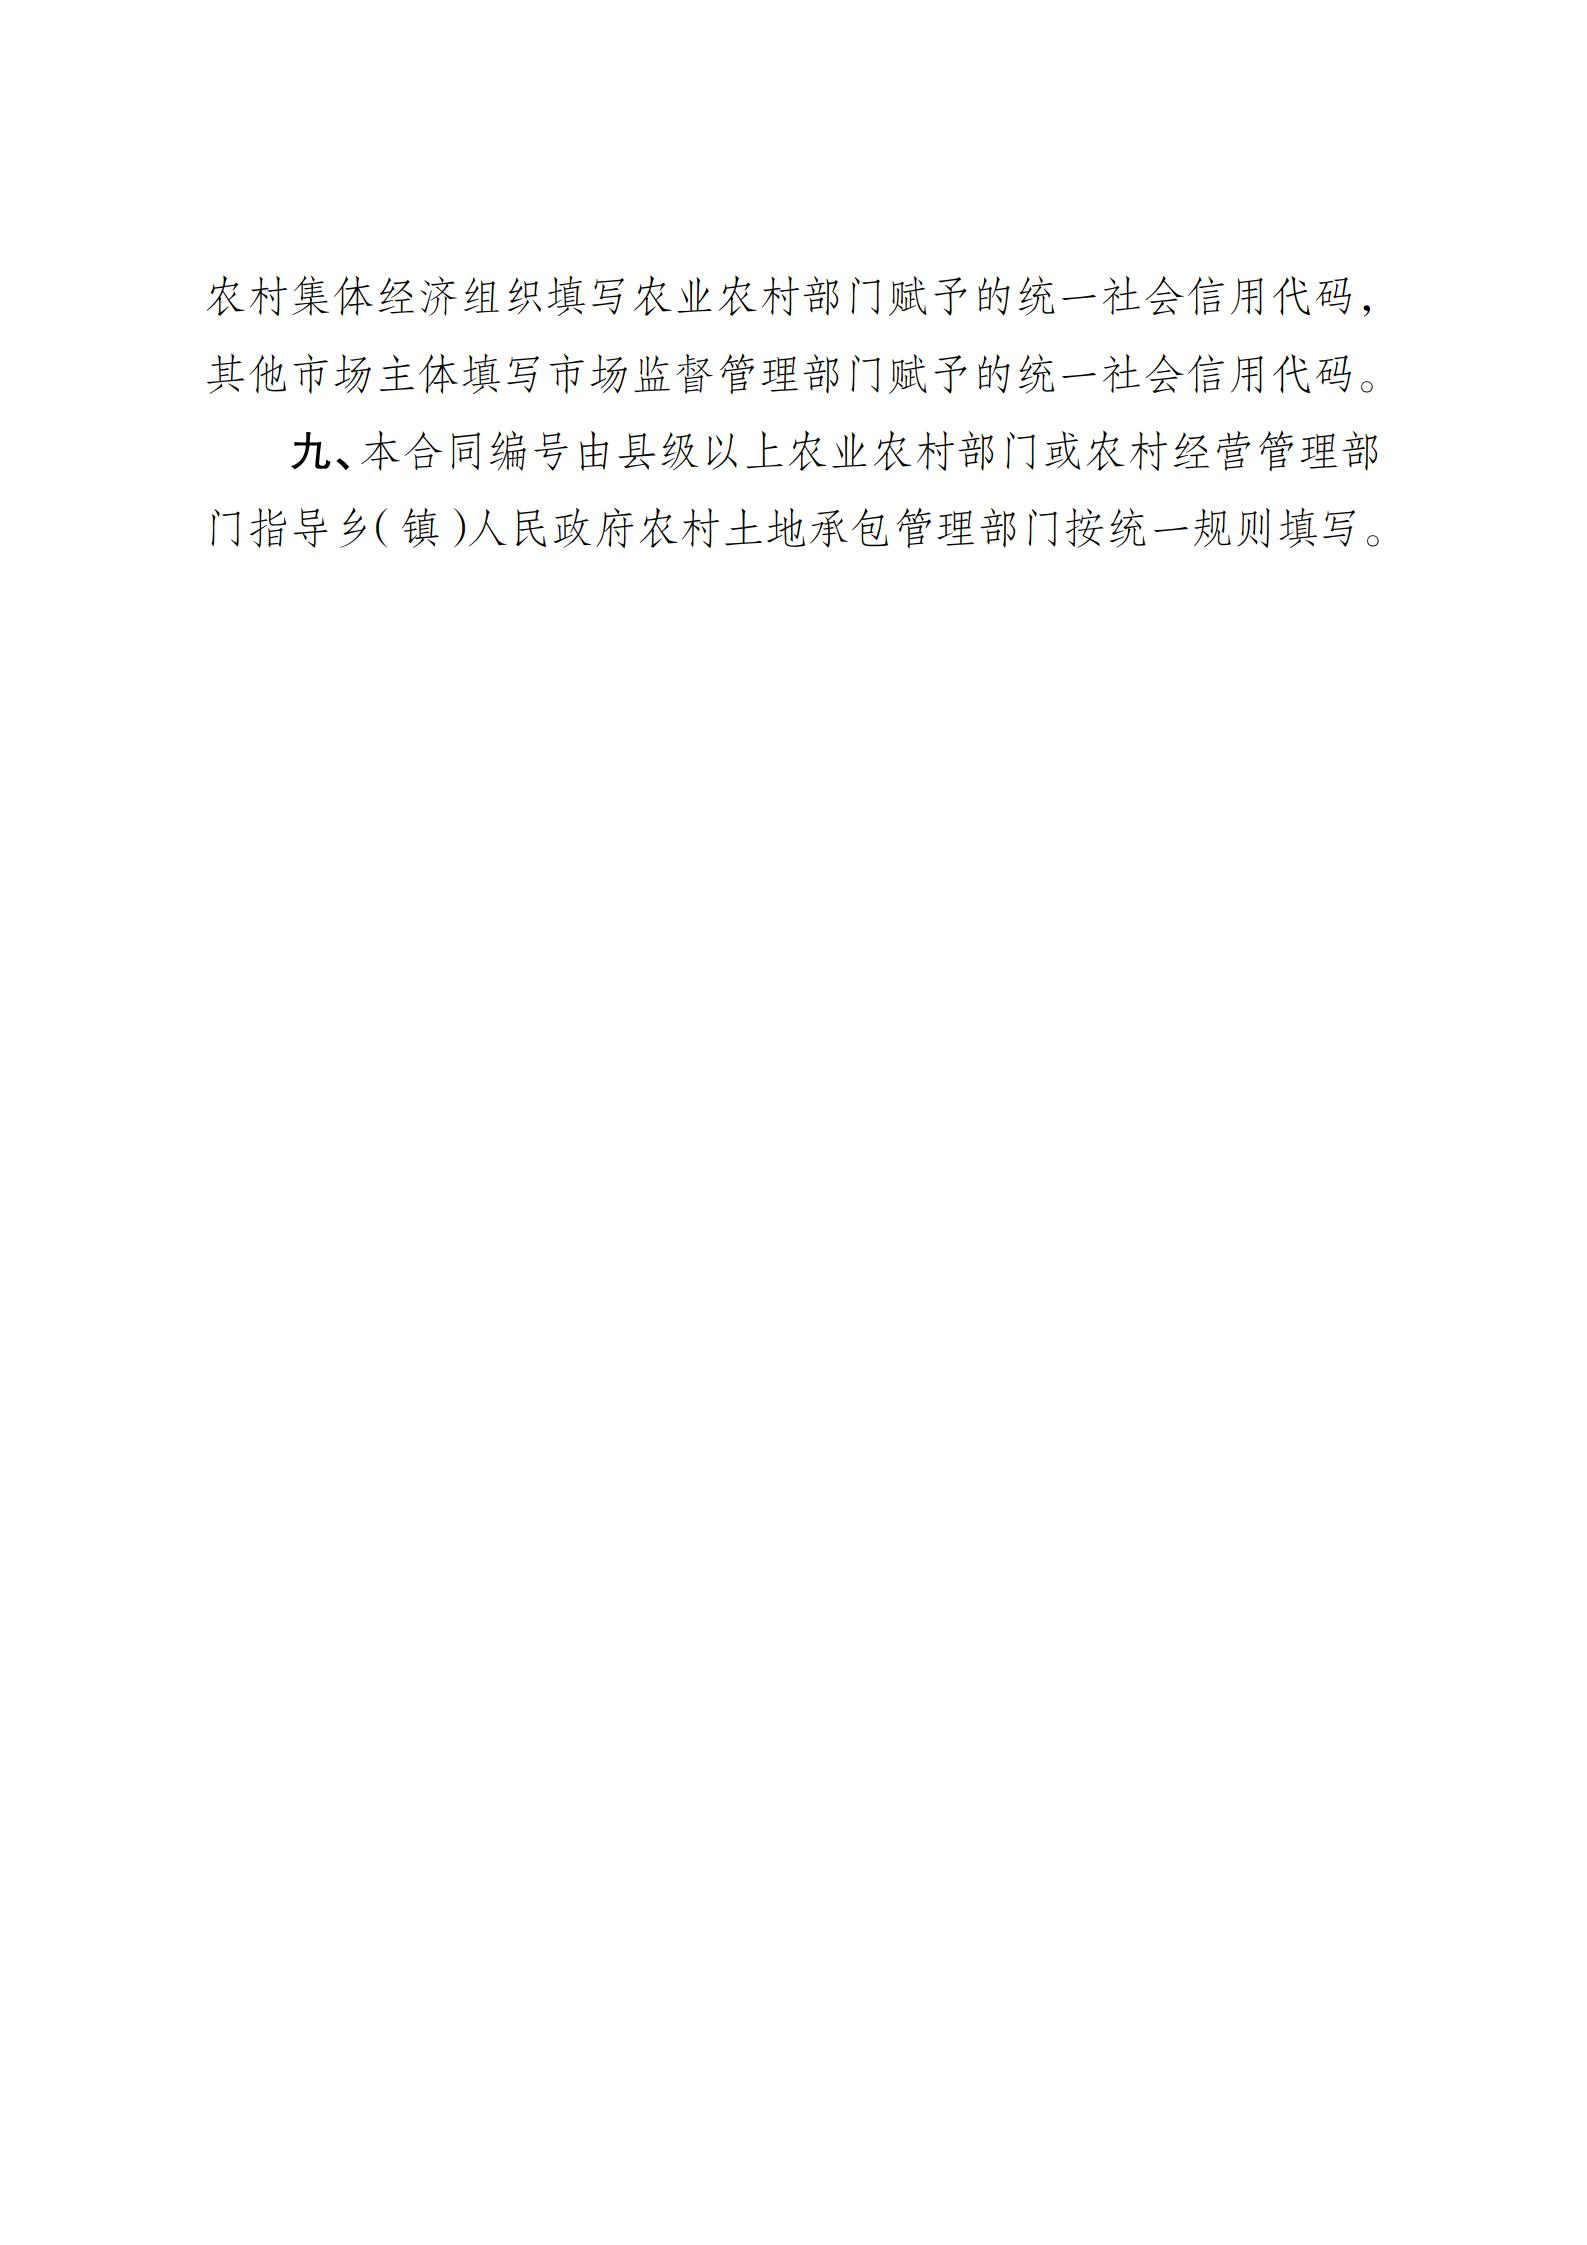 农村集体经济组织填写农业农村部门赋予的统一社会信用代码，
其他市场主体填写市场监督管理部门赋予的统一社会信用代码。
九、本合同编号由县级以上农业农村部门或农村经营管理部
门指导乡(镇)人民政府农村土地承包管理部门按统一规则填写。